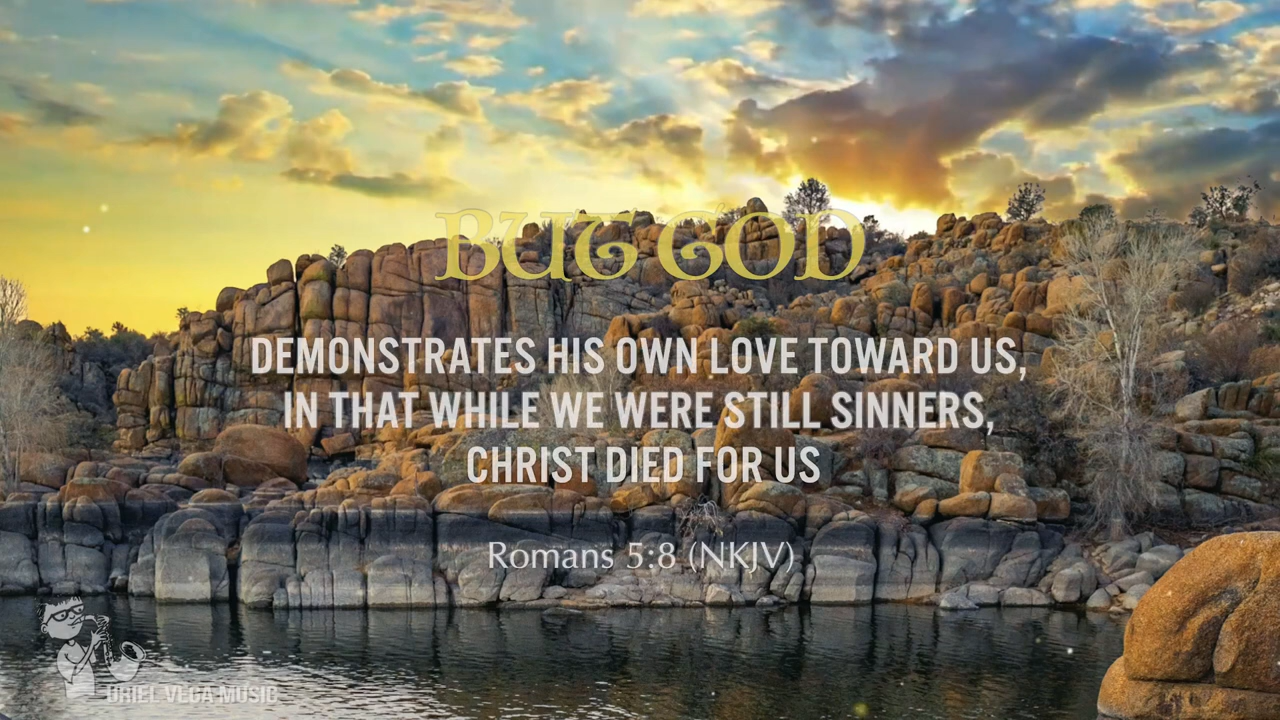 BUT GOD
DEMONSTRATES HIS OWN LOVE TOWARD US,
IN THAT WHILE WE WERE STILL SINNERS,
CHRIST DIED FOR US
Romans 5:8 (NKJV)
URIEL VEGA MUSIC